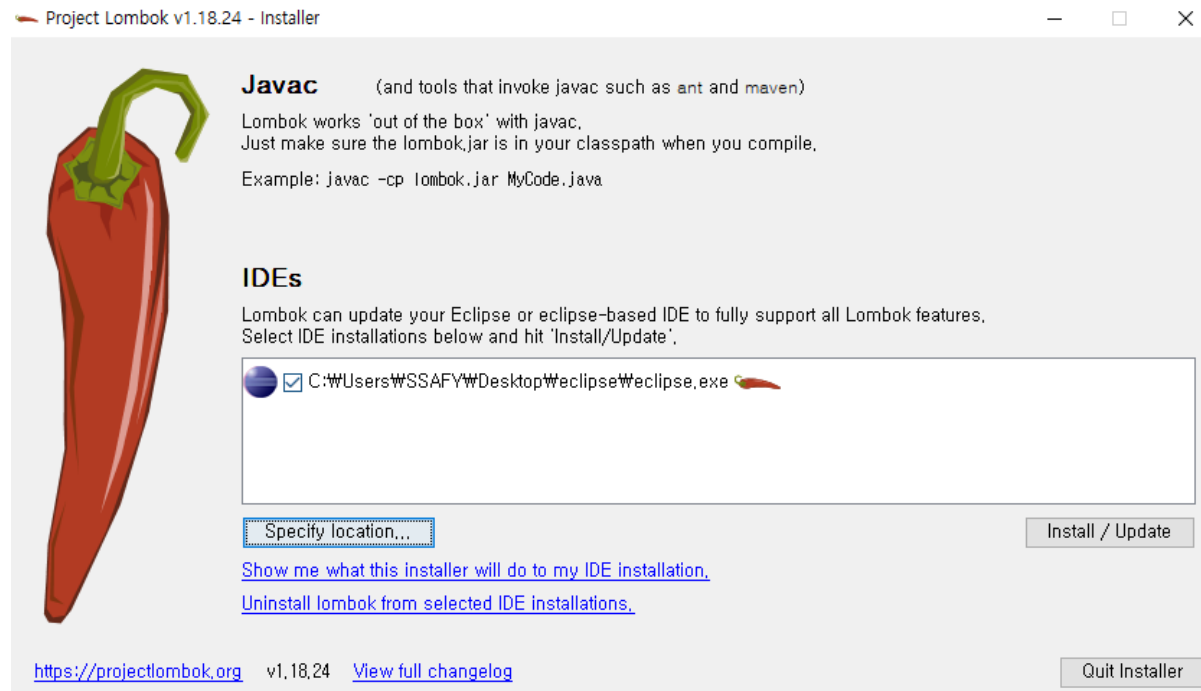 Project Lombok v1.18.24 - Installer
Javac (and tools that invoke javac such as ant and maven)
Lombok works 'out of the box' with javac.
Just make sure the lombok.jar is in your classpath when you compile.
Example: javac -cp lombok.jar MyCode.java
IDEs
Lombok can update your Eclipse or eclipse-based IDE to fully support all Lombok features.
Select IDE installations below and hit 'Install/Update'.
C:₩Users₩SSAFY₩Desktop₩eclipse₩eclipse.exe
Specify location...
Install / Update
Show me what this installer will do to my IDE installation.
Uninstall lombok from selected IDE installations.
https://projectlombok.org v1.18.24 View full changelog
Quit Installer